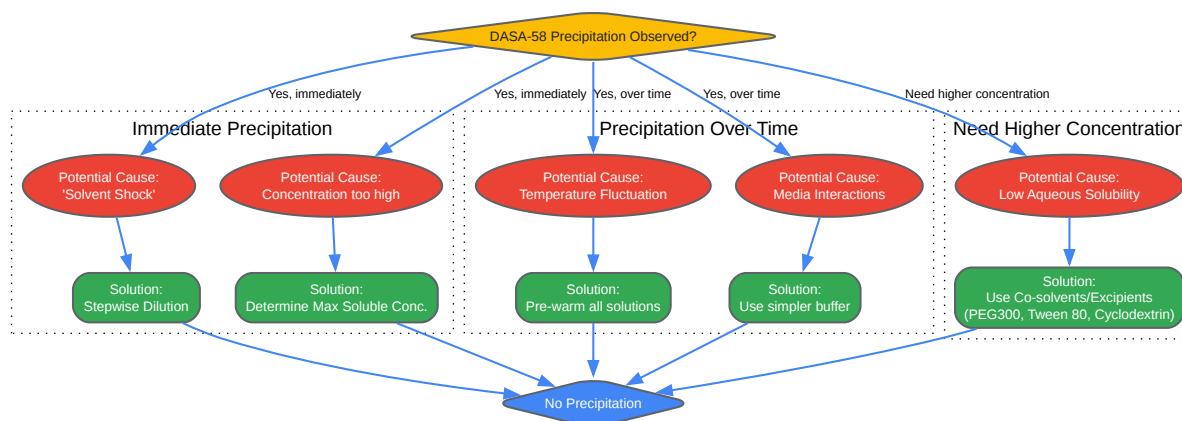 DASA-58 Precipitation Observed?
Yes, immediately
Yes, immediately
Yes, over time
Yes, over time
Need higher concentration
Immediate Precipitation
Precipitation Over Time
Need Higher Concentration
Potential Cause:
'Solvent Shock'
Potential Cause:
Concentration too high
Potential Cause:
Temperature Fluctuation
Potential Cause:
Media Interactions
Potential Cause:
Low Aqueous Solubility
Solution:
Stepwise Dilution
Solution:
Determine Max Soluble Conc.
Solution:
Pre-warm all solutions
Solution:
Use simpler buffer
Solution:
Use Co-solvents/Excipients
(PEG300, Tween 80, Cyclodextrin)
No Precipitation